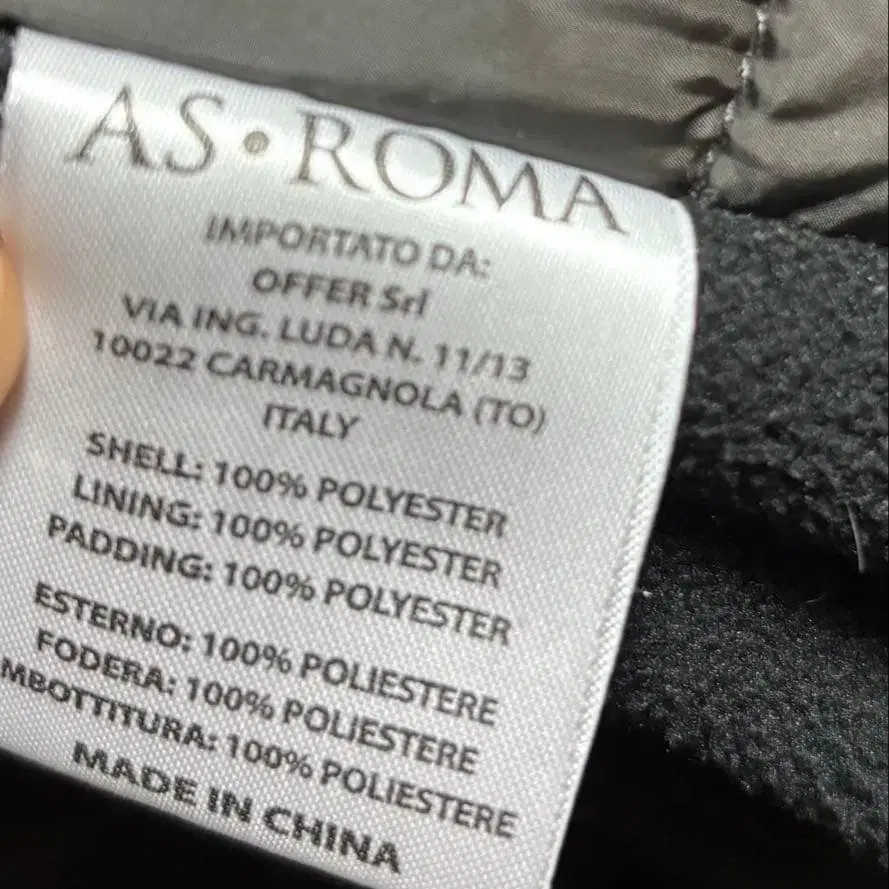 AS·ROMA
IMPORTATO DA:
OFFER Srl
VIA ING. LUDA N. 11/13
10022 CARMAGNOLA (TO)
ITALY
SHELL: 100% POLYESTER
LINING: 100% POLYESTER
PADDING: 100% POLYESTER
ESTERNO: 100% POLIESTERE
FODERA: 100% POLIESTERE
MBOTTITURA: 100% POLIESTERE
MADE IN CHINA